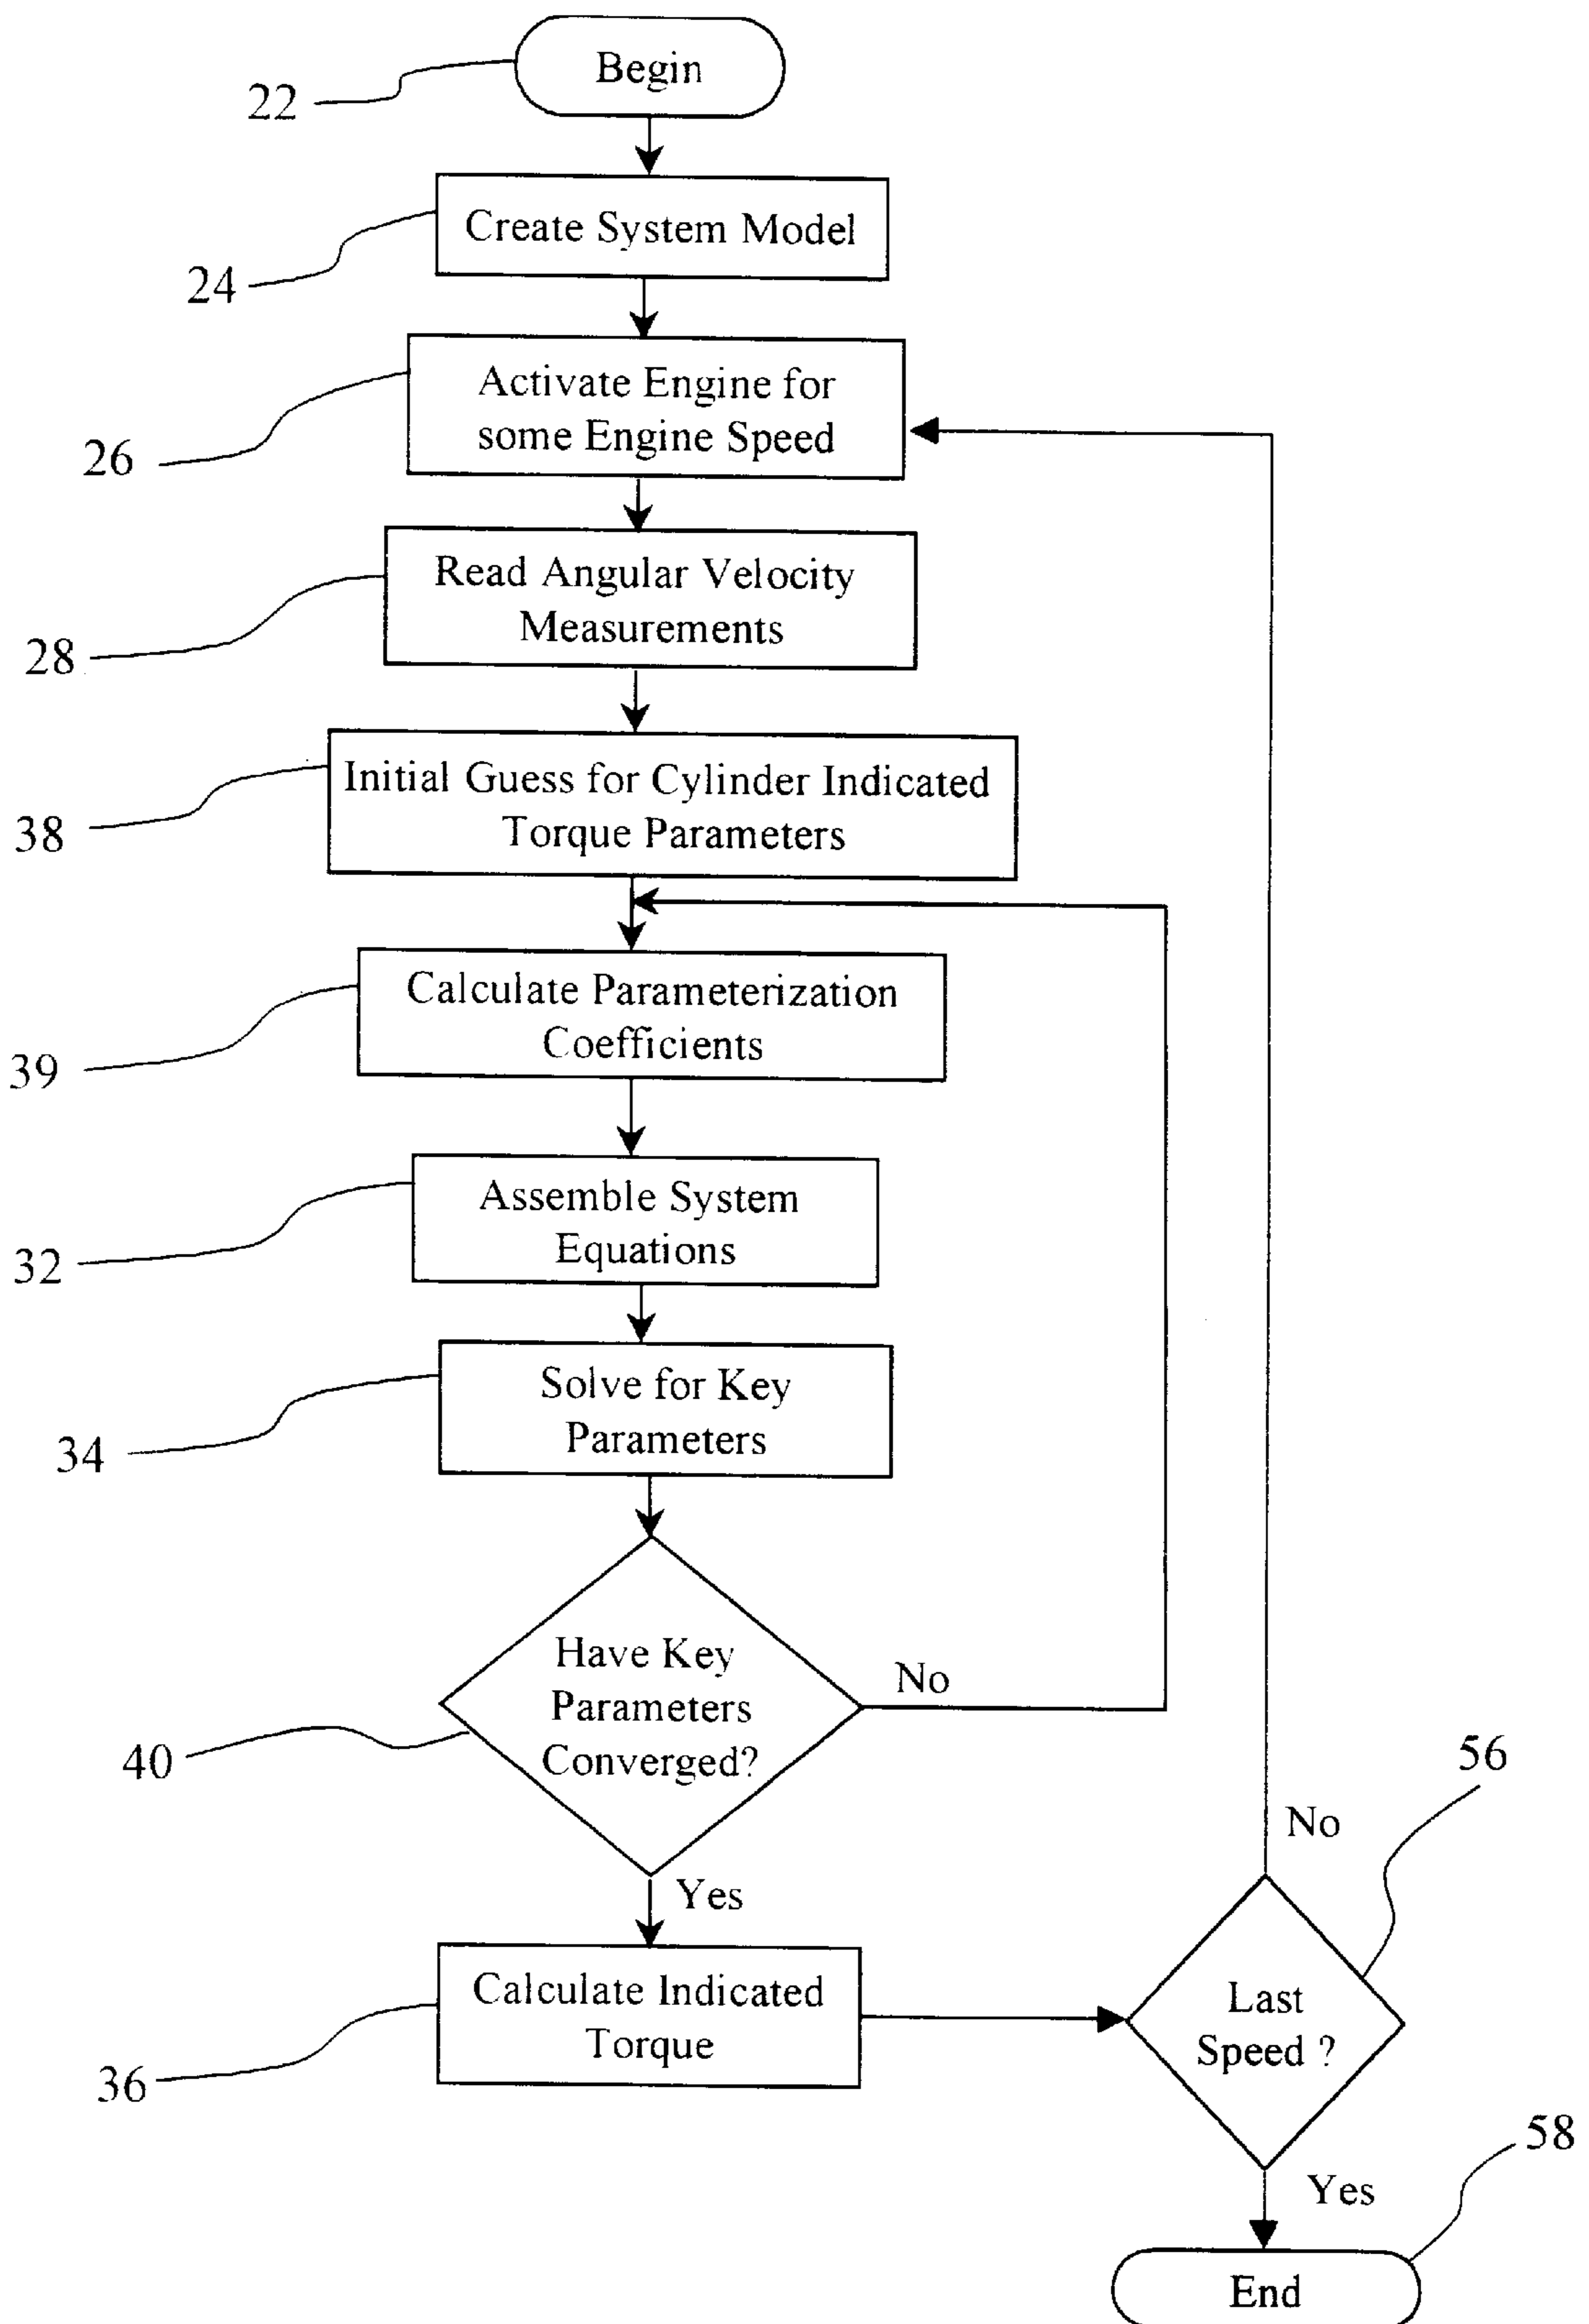 Begin
22
Create System Model
24
Activate Engine for
some Engine Speed
26
Read Angular Velocity
Measurements
28
Initial Guess for Cylinder Indicated
Torque Parameters
38
Calculate Parameterization
Coefficients
39
Assemble System
Equations
32
Solve for Key
Parameters
34
Have Key
Parameters
Converged?
No
40
Yes
Calculate Indicated
Torque
36
56
No
Last
Speed ?
Yes
58
End